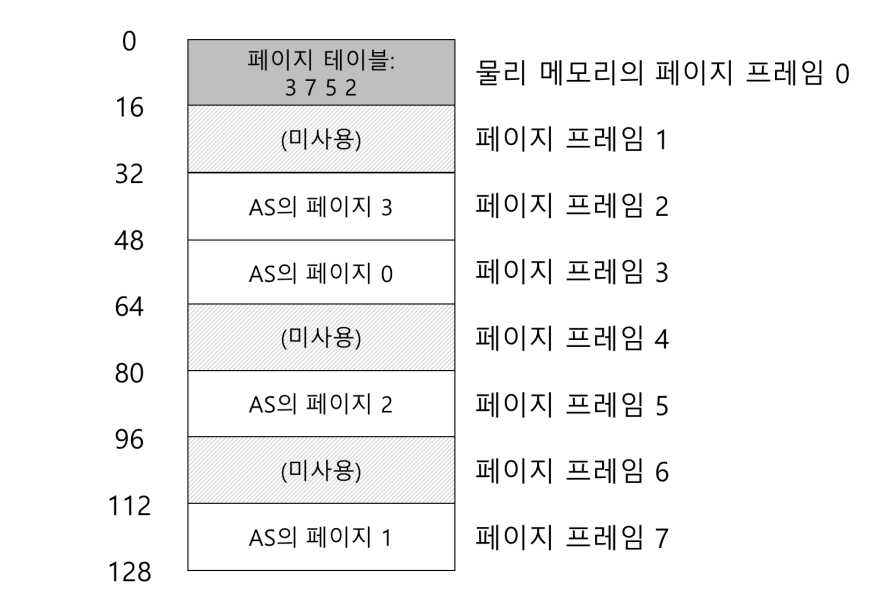 0
페이지 테이블:
3 7 5 2
물리 메모리의 페이지 프레임 0
16
(미사용)
페이지 프레임 1
32
AS의 페이지 3
페이지 프레임 2
48
AS의 페이지 0
페이지 프레임 3
64
(미사용)
페이지 프레임 4
80
AS의 페이지 2
페이지 프레임 5
96
(미사용)
페이지 프레임 6
112
AS의 페이지 1
페이지 프레임 7
128